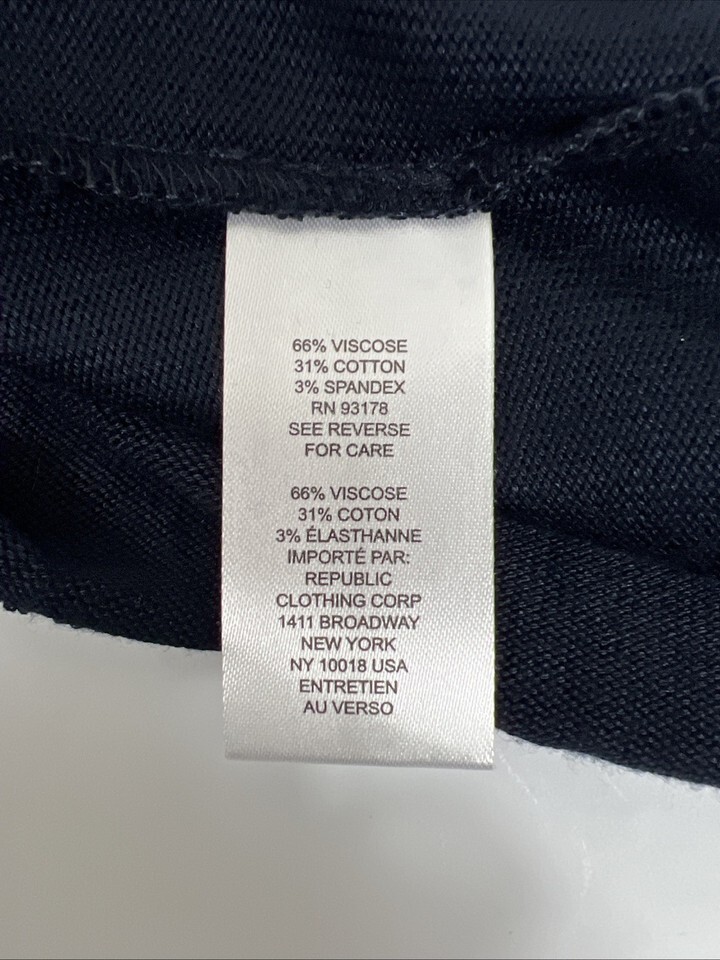 66% VISCOSE
31% COTTON
3% SPANDEX
RN 93178
SEE REVERSE
FOR CARE
66% VISCOSE
31% COTON
3% ÉLASTHANNE
IMPORTÉ PAR:
REPUBLIC
CLOTHING CORP
1411 BROADWAY
NEW YORK
NY 10018 USA
ENTRETIEN
AU VERSO